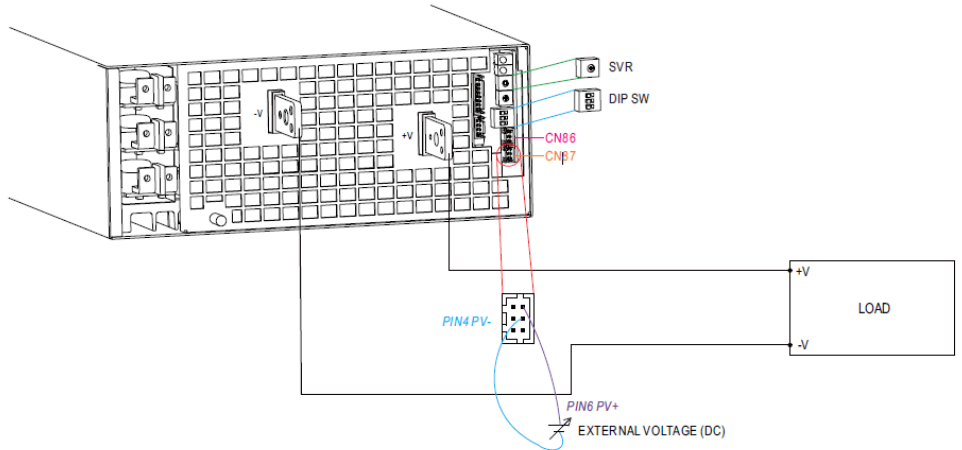 SVR
DIP SW
-V
+V
CN86
CN87
+V
LOAD
-V
PIN4 PV-
PIN6 PV+
EXTERNAL VOLTAGE (DC)